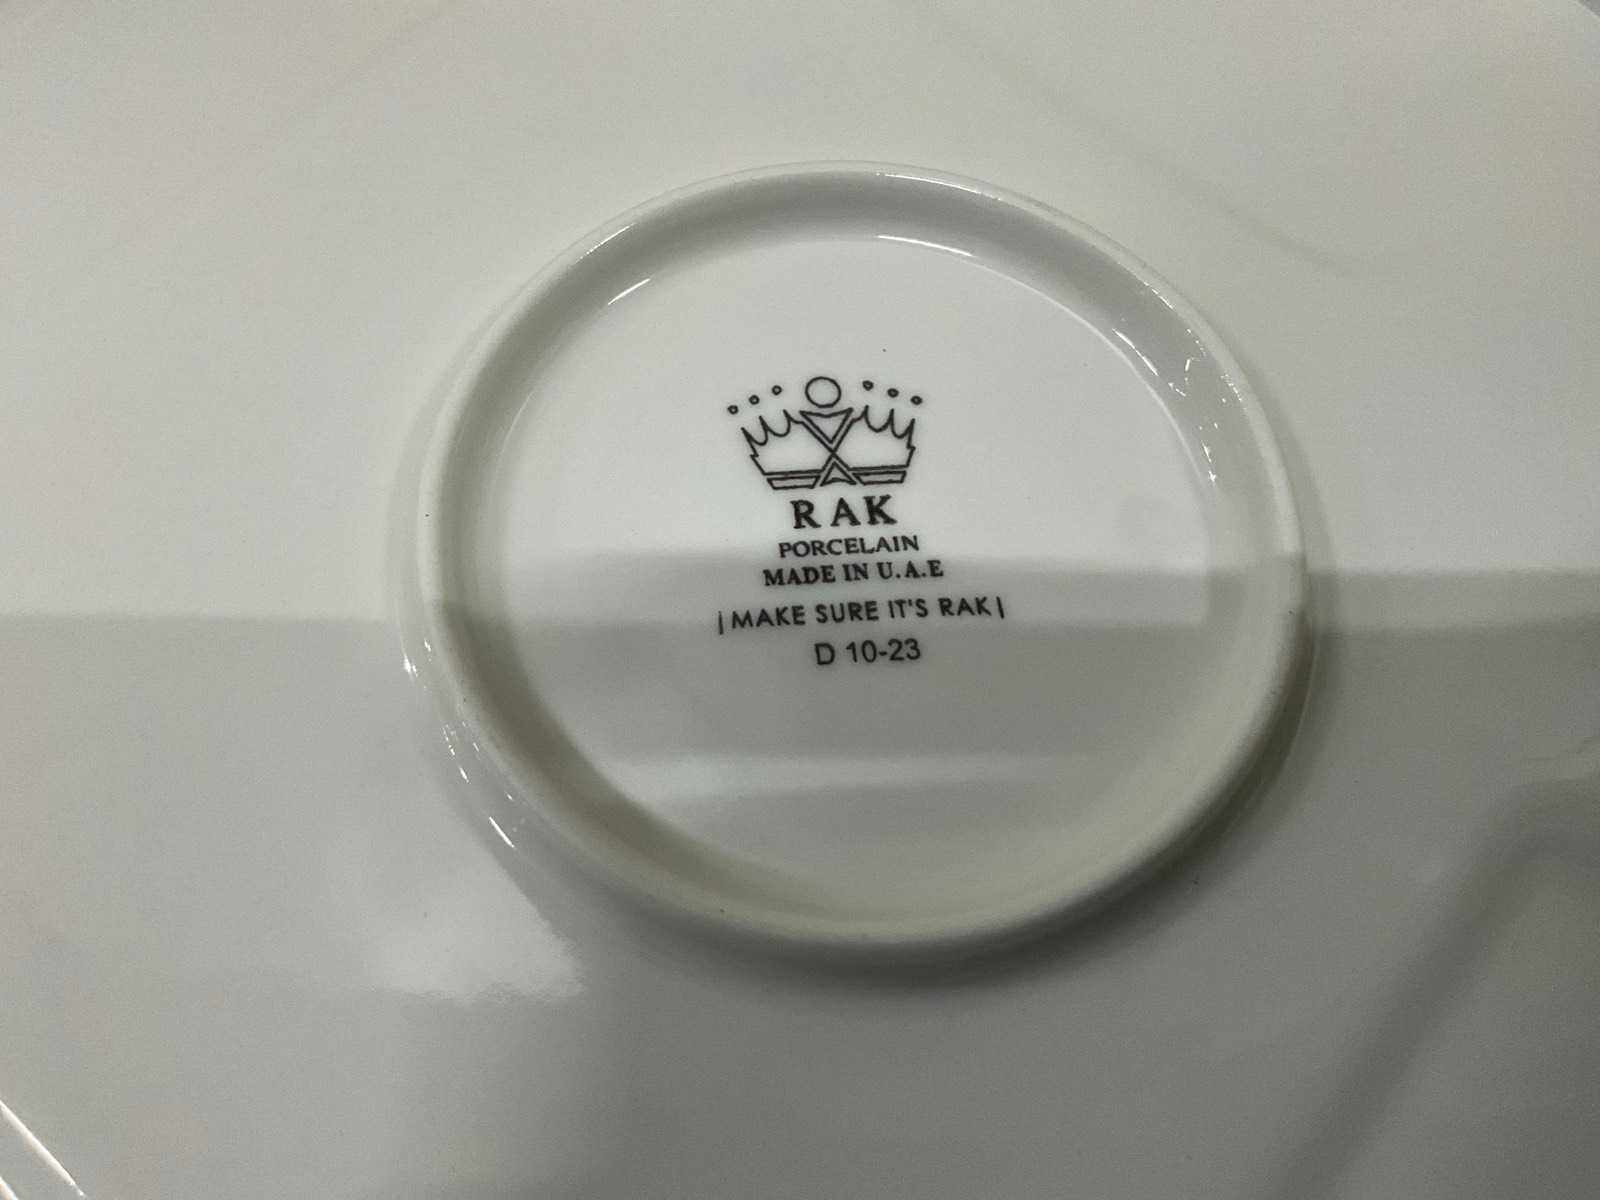 RAK
PORCELAIN
MADE IN U.A.E
|MAKE SURE IT'S RAK|
D 10-23